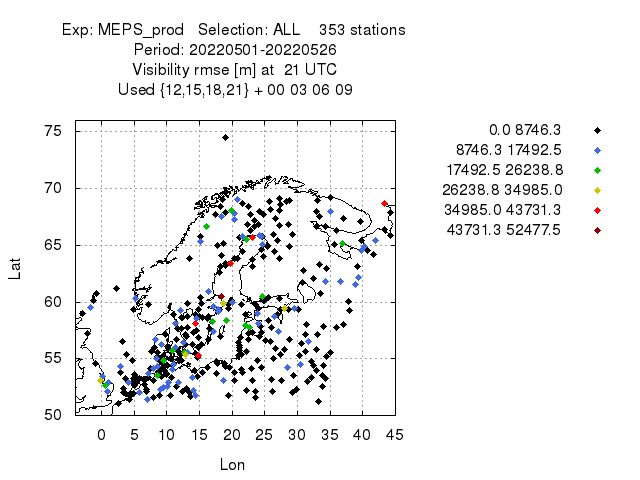 Exp: MEPS_prod Selection: ALL 353 stations
Period: 20220501-20220526
Visibility rmse [m] at 21 UTC
Used {12,15,18,21} + 00 03 06 09
0.0 8746.3
8746.3 17492.5
17492.5 26238.8
26238.8 34985.0
34985.0 43731.3
43731.3 52477.5
75
70
65
60
55
50
Lat
0 5 10 15 20 25 30 35 40 45
Lon